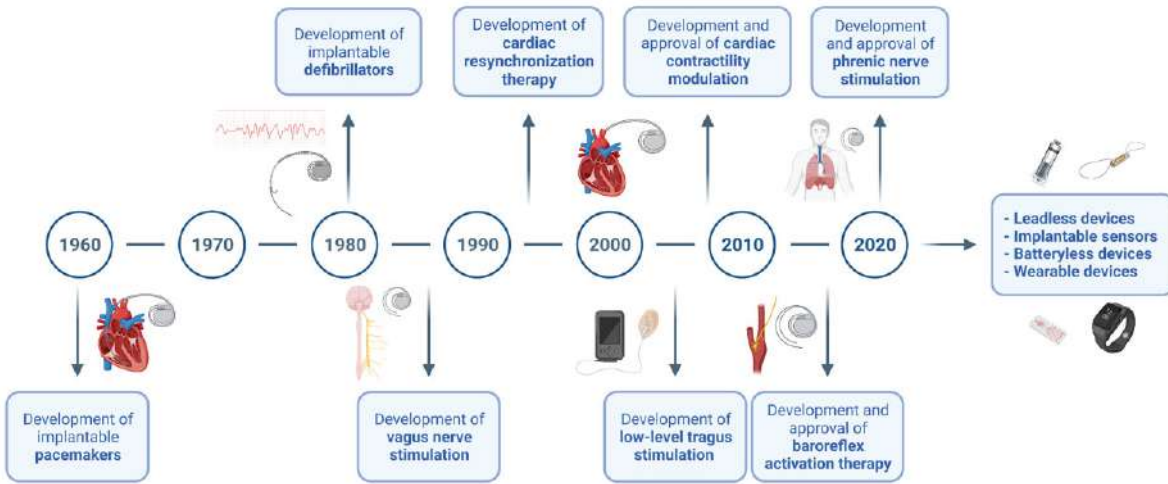 Development of
implantable
defibrillators
Development of
cardiac
resynchronization
therapy
Development and
approval of cardiac
contractility
modulation
Development
and approval of
phrenic nerve
stimulation
1960
1970
1980
1990
2000
2010
2020
- Leadless devices
- Implantable sensors
- Batteryless devices
- Wearable devices
Development of
implantable
pacemakers
Development of
vagus nerve
stimulation
Development of
low-level tragus
stimulation
Development and
approval of
baroreflex
activation therapy